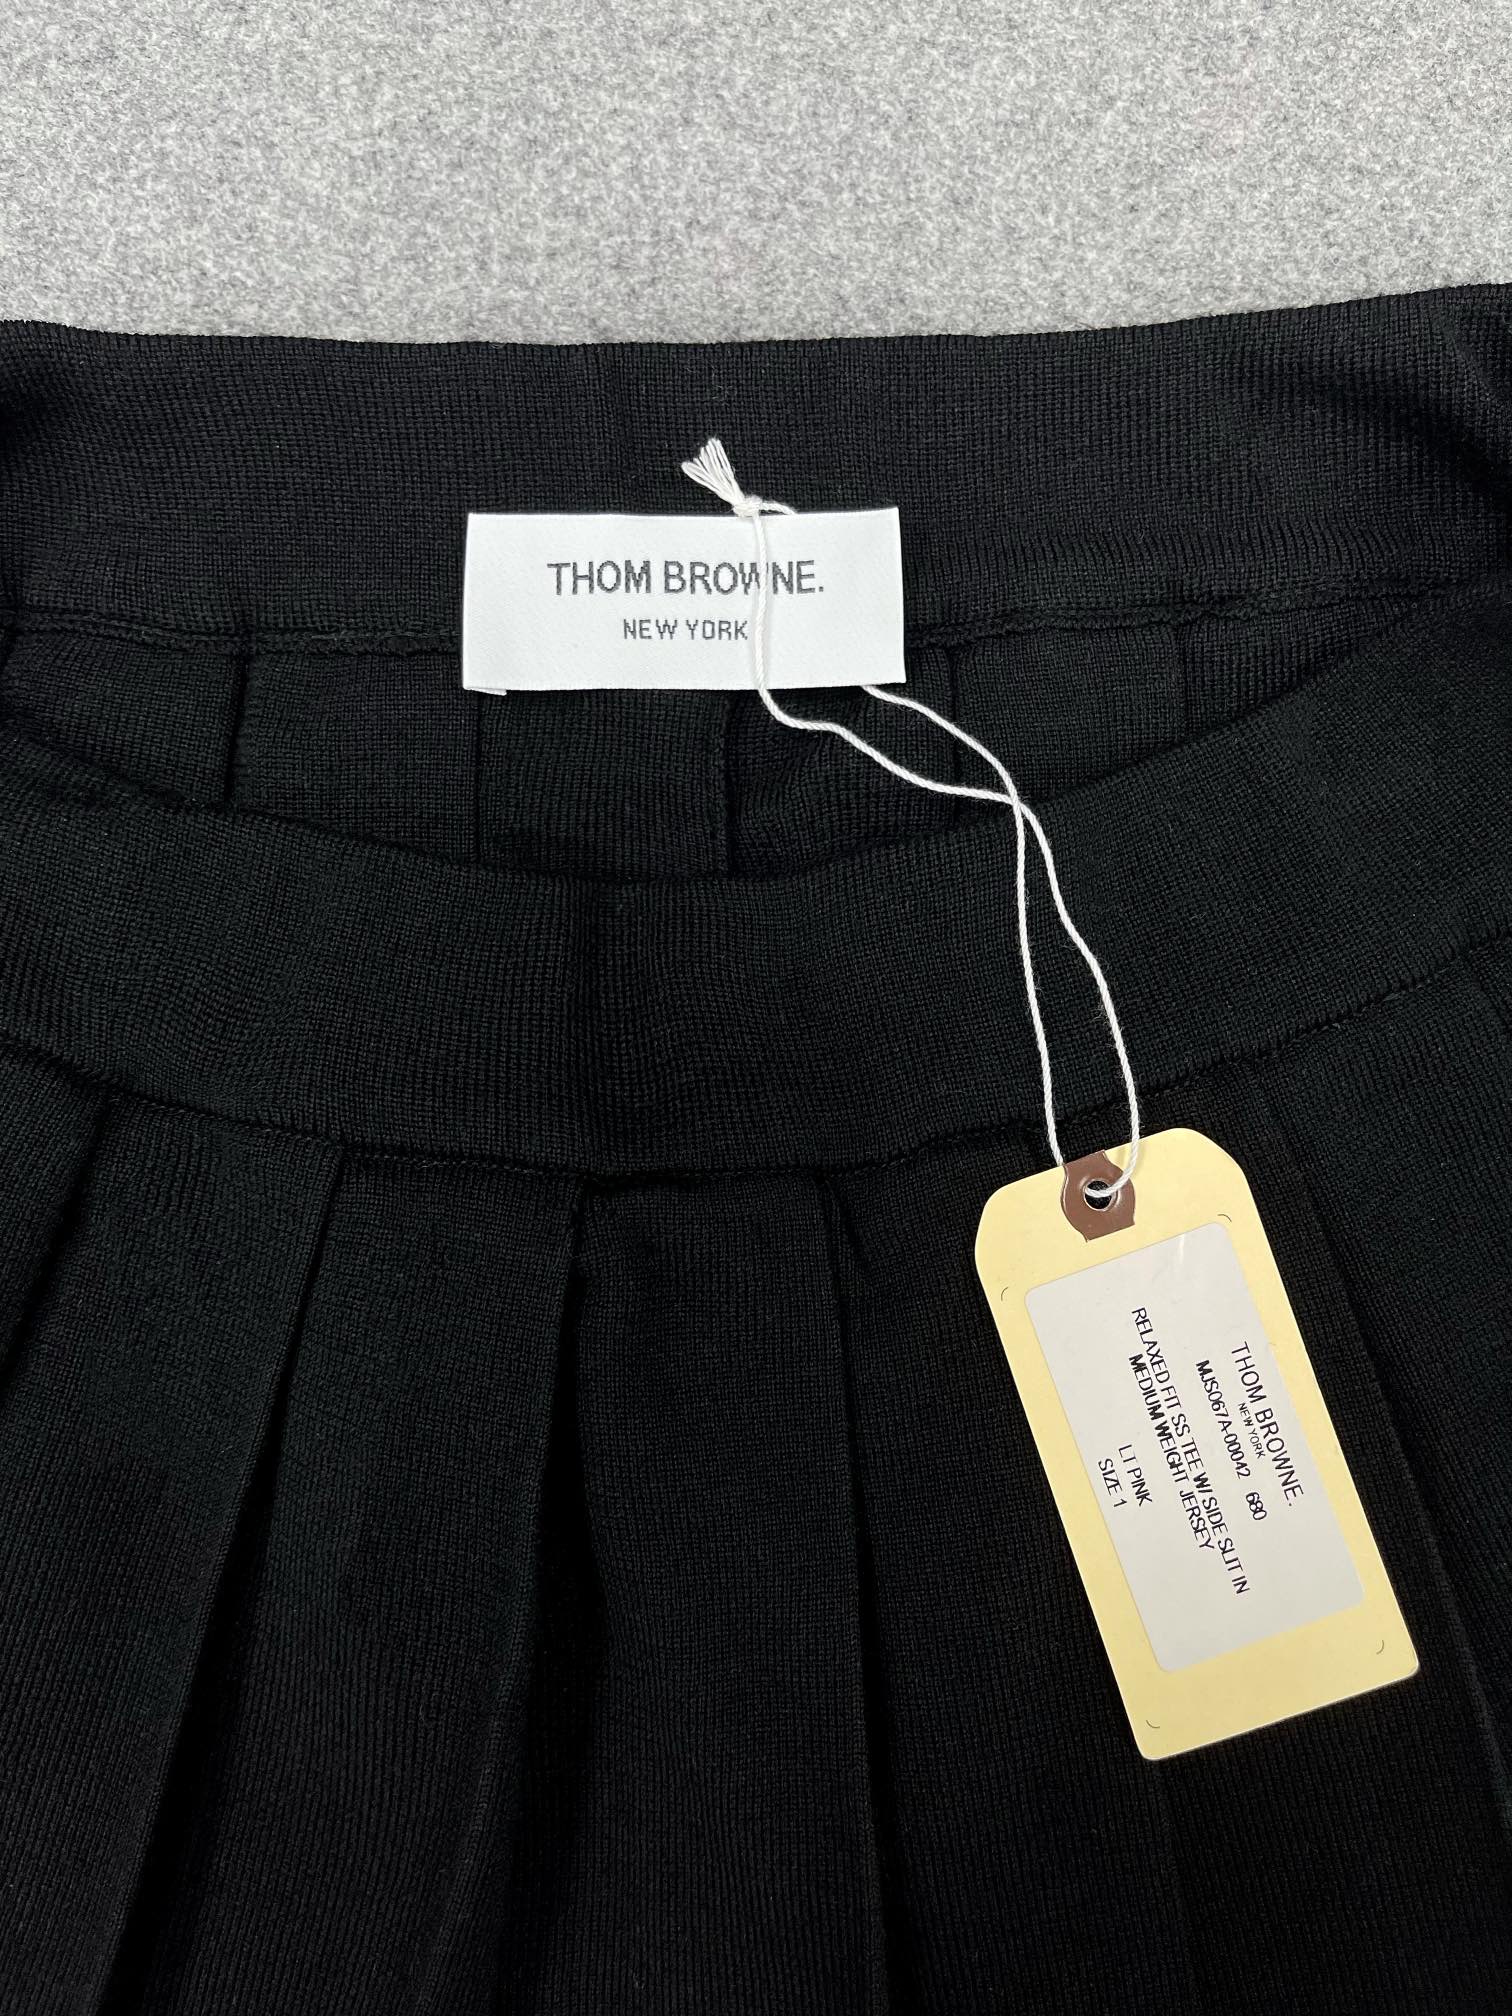 THOM BROWNE.
NEW YORK
THOM BROWNE.
NEW YORK
MJS067A-00042 680
RELAXED FIT SS TEE W/ SIDE SLIT IN
MEDIUM WEIGHT JERSEY
LT PINK
SIZE 1